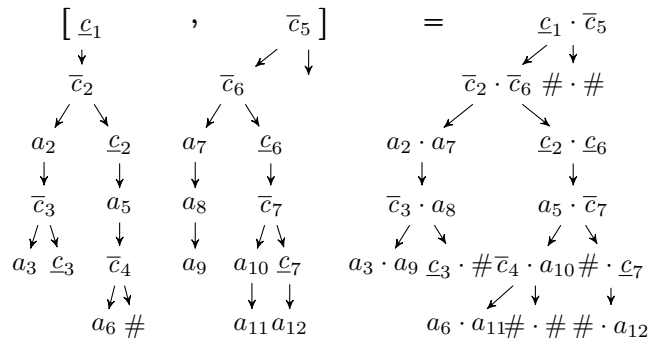 [ c̲₁ , c̅₅ ] = c̲₁ · c̅₅
c̅₂ c̅₆ c̅₂ · c̅₆ # · #
a₂ c̲₂ a₇ c̲₆ a₂ · a₇ c̲₂ · c̲₆
c̅₃ a₅ a₈ c̅₇ c̅₃ · a₈ a₅ · c̅₇
a₃ c̲₃ c̅₄ a₉ a₁₀ c̲₇ a₃ · a₉ c̲₃ · # c̅₄ · a₁₀ # · c̲₇
a₆ # a₁₁ a₁₂ a₆ · a₁₁ # · # # · a₁₂